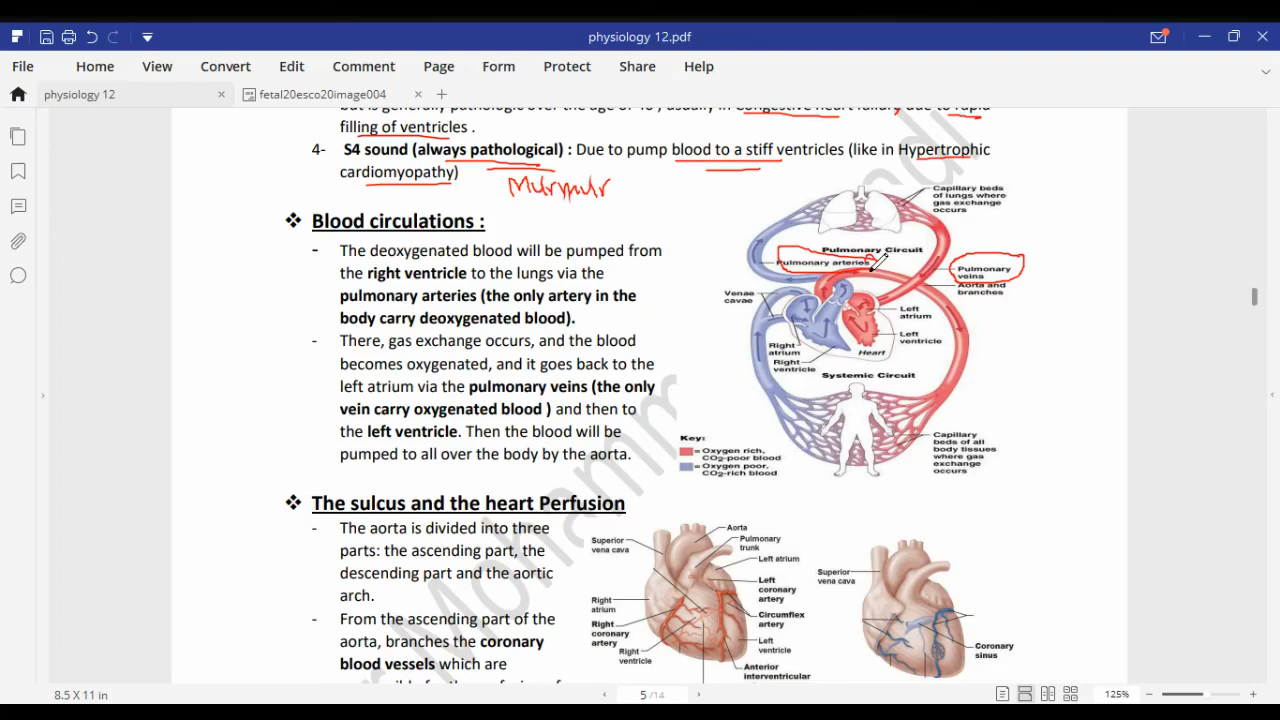 physiology 12.pdf
File Home View Convert Edit Comment Page Form Protect Share Help
physiology 12
fetal20esco20image004
filling of ventricles .
4- S4 sound (always pathological) : Due to pump blood to a stiff ventricles (like in Hypertrophic
cardiomyopathy)
Blood circulations :
- The deoxygenated blood will be pumped from
the right ventricle to the lungs via the
pulmonary arteries (the only artery in the
body carry deoxygenated blood).
- There, gas exchange occurs, and the blood
becomes oxygenated, and it goes back to the
left atrium via the pulmonary veins (the only
vein carry oxygenated blood ) and then to
the left ventricle. Then the blood will be
pumped to all over the body by the aorta.
Capillary beds
of lungs where
gas exchange
occurs
Pulmonary Circuit
Pulmonary arteries
Pulmonary
veins
Aorta and
branches
Venae
cavae
Left
atrium
Left
ventricle
Right
atrium
Right
ventricle
Heart
Systemic Circuit
Key:
= Oxygen rich,
CO2-poor blood
= Oxygen poor,
CO2-rich blood
Capillary
beds of all
body tissues
where gas
exchange
occurs
The sulcus and the heart Perfusion
- The aorta is divided into three
parts: the ascending part, the
descending part and the aortic
arch.
- From the ascending part of the
aorta, branches the coronary
blood vessels which are
Superior
vena cava
Aorta
Pulmonary
trunk
Left atrium
Left
coronary
artery
Circumflex
artery
Left
ventricle
Anterior
interventricular
Right
atrium
Right
coronary
artery
Right
ventricle
Superior
vena cava
Coronary
sinus
8.5 X 11 in
5 /14
125%